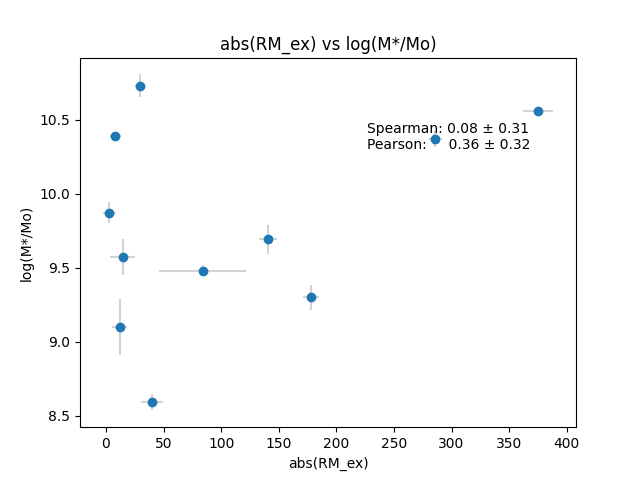 abs(RM_ex) vs log(M*/Mo)
10.5
10.0
9.5
9.0
8.5
log(M*/Mo)
Spearman: 0.08 ± 0.31
Pearson: 0.36 ± 0.32
0 50 100 150 200 250 300 350 400
abs(RM_ex)